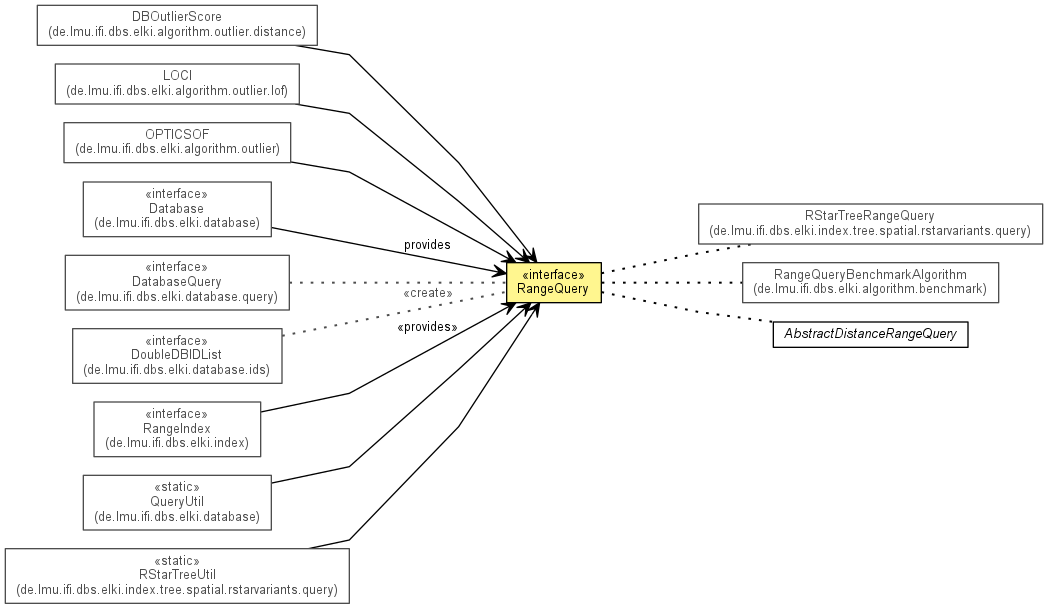 DBOutlierScore
(de.lmu.ifi.dbs.elki.algorithm.outlier.distance)
LOCI
(de.lmu.ifi.dbs.elki.algorithm.outlier.lof)
OPTICSOF
(de.lmu.ifi.dbs.elki.algorithm.outlier)
«interface»
Database
(de.lmu.ifi.dbs.elki.database)
«interface»
DatabaseQuery
(de.lmu.ifi.dbs.elki.database.query)
«interface»
DoubleDBIDList
(de.lmu.ifi.dbs.elki.database.ids)
«interface»
RangeIndex
(de.lmu.ifi.dbs.elki.index)
«static»
QueryUtil
(de.lmu.ifi.dbs.elki.database)
«static»
RStarTreeUtil
(de.lmu.ifi.dbs.elki.index.tree.spatial.rstarvariants.query)
provides
«create»
«provides»
«interface»
RangeQuery
RStarTreeRangeQuery
(de.lmu.ifi.dbs.elki.index.tree.spatial.rstarvariants.query)
RangeQueryBenchmarkAlgorithm
(de.lmu.ifi.dbs.elki.algorithm.benchmark)
AbstractDistanceRangeQuery